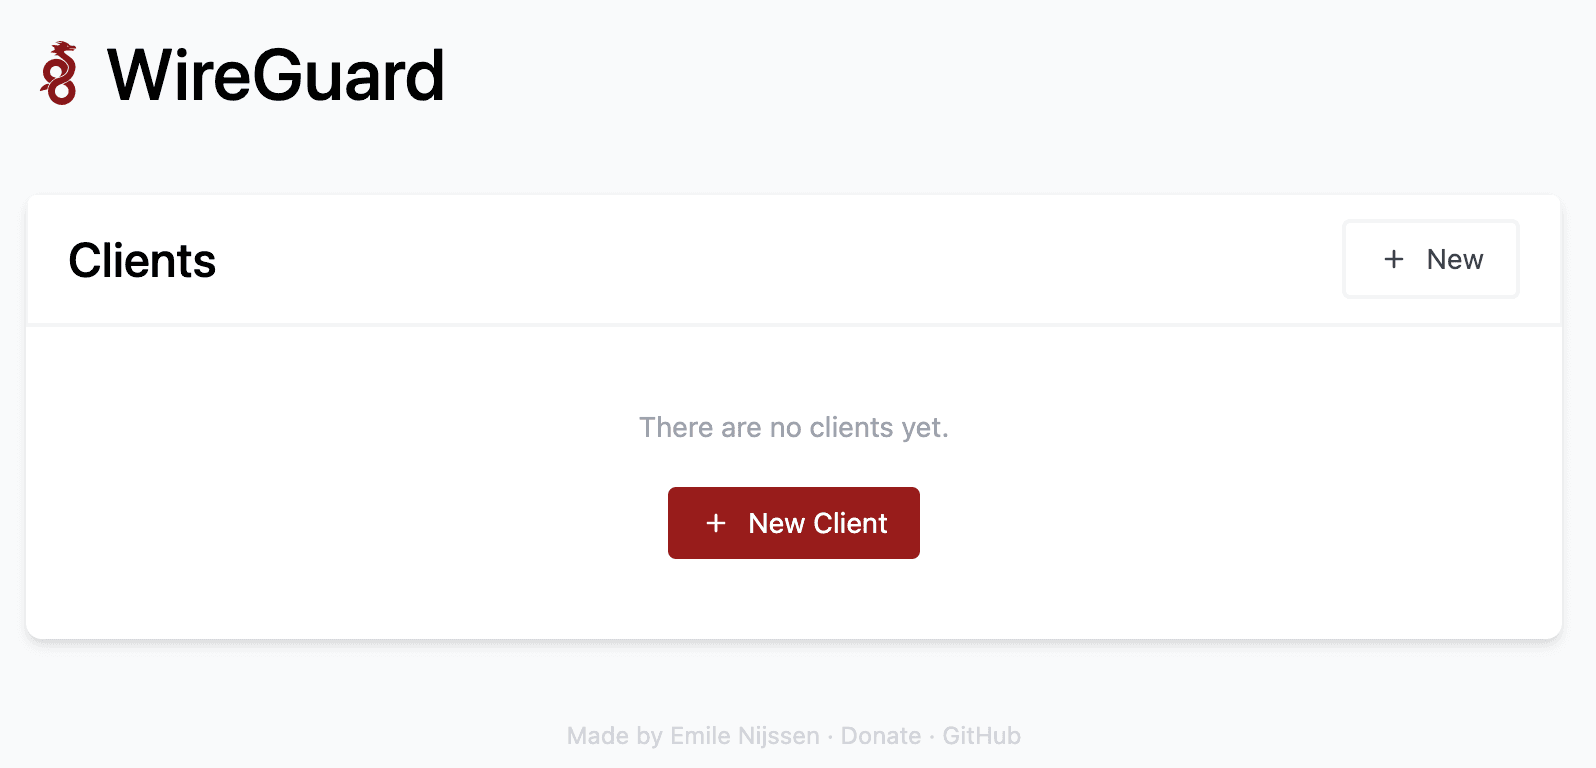 WireGuard
Clients
+ New
There are no clients yet.
+ New Client
Made by Emile Nijssen · Donate · GitHub